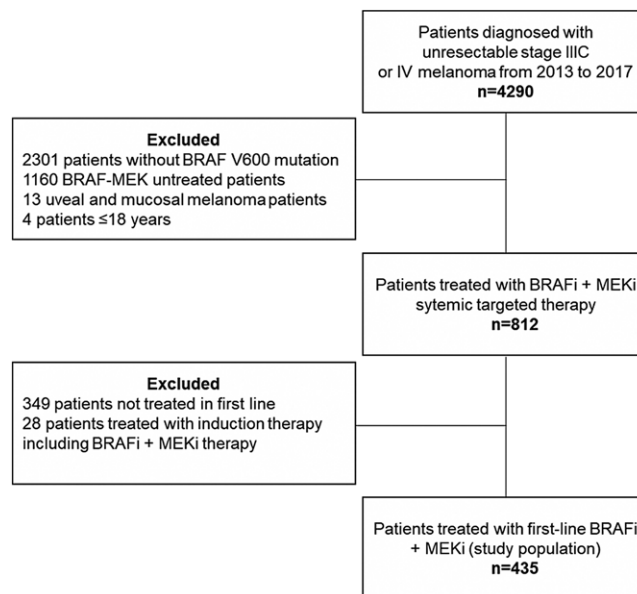 Patients diagnosed with
unresectable stage IIIC
or IV melanoma from 2013 to 2017
n=4290
Excluded
2301 patients without BRAF V600 mutation
1160 BRAF-MEK untreated patients
13 uveal and mucosal melanoma patients
4 patients ≤18 years
Patients treated with BRAFi + MEKi
sytemic targeted therapy
n=812
Excluded
349 patients not treated in first line
28 patients treated with induction therapy
including BRAFi + MEKi therapy
Patients treated with first-line BRAFi
+ MEKi (study population)
n=435